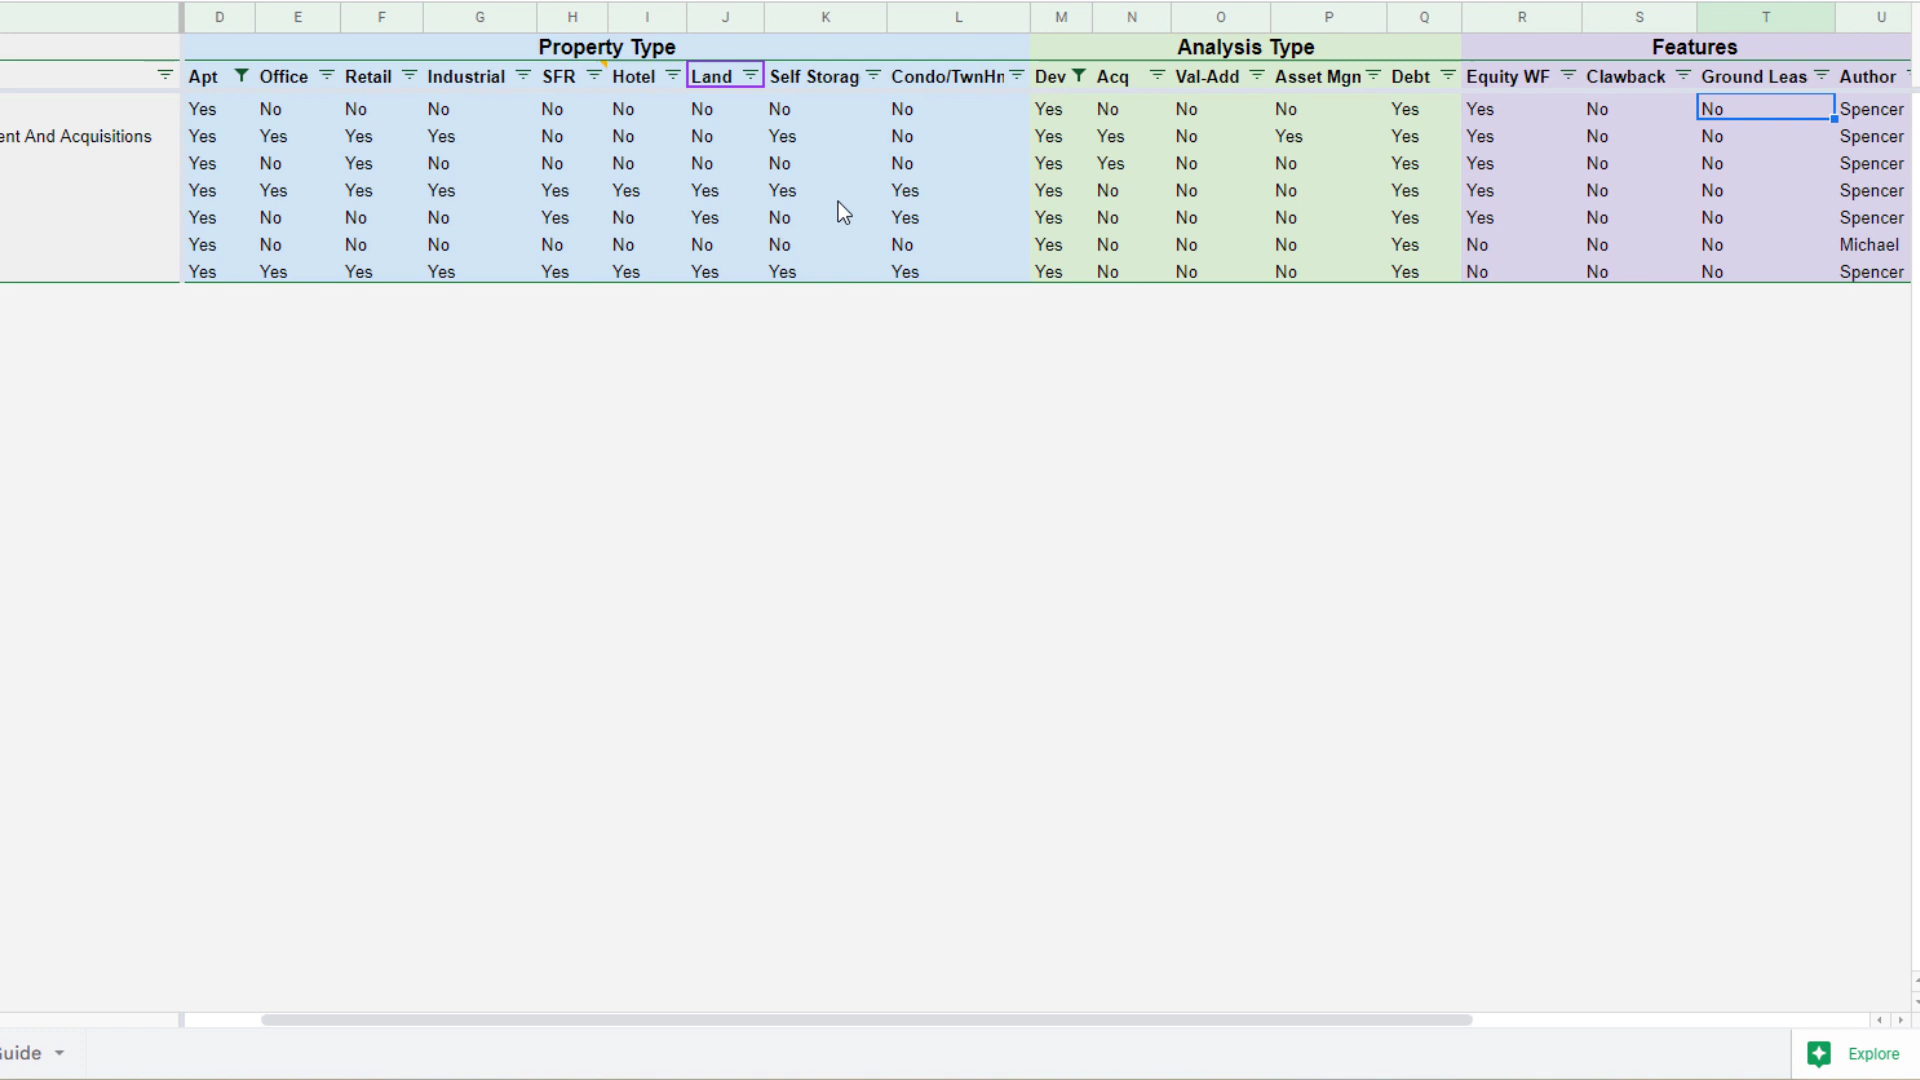 D E F G H I J K L M N O P Q R S T U
Property Type Analysis Type Features
Apt Office Retail Industrial SFR Hotel Land Self Storag Condo/TwnHn Dev Acq Val-Add Asset Mgn Debt Equity WF Clawback Ground Leas Author
Yes No No No No No No No No Yes No No No Yes Yes No No Spencer
ent And Acquisitions Yes Yes Yes Yes No No No Yes No Yes Yes No Yes Yes Yes No No Spencer
Yes No Yes No No No No No No Yes Yes No No Yes Yes No No Spencer
Yes Yes Yes Yes Yes Yes Yes Yes Yes Yes No No No Yes Yes No No Spencer
Yes No No No Yes No Yes No Yes Yes No No No Yes Yes No No Spencer
Yes No No No No No No No No Yes No No No Yes No No No Michael
Yes Yes Yes Yes Yes Yes Yes Yes Yes Yes No No No Yes No No No Spencer
Guide Explore